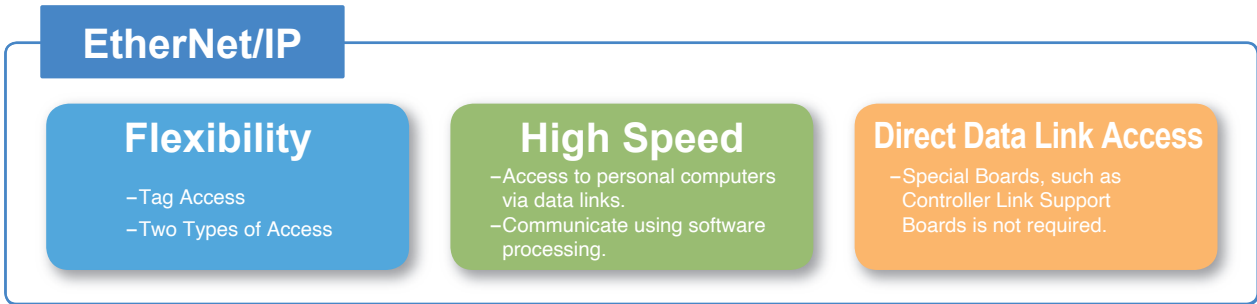 EtherNet/IP
Flexibility
–Tag Access
–Two Types of Access
High Speed
–Access to personal computers
via data links.
–Communicate using software
processing.
Direct Data Link Access
–Special Boards, such as
Controller Link Support
Boards is not required.